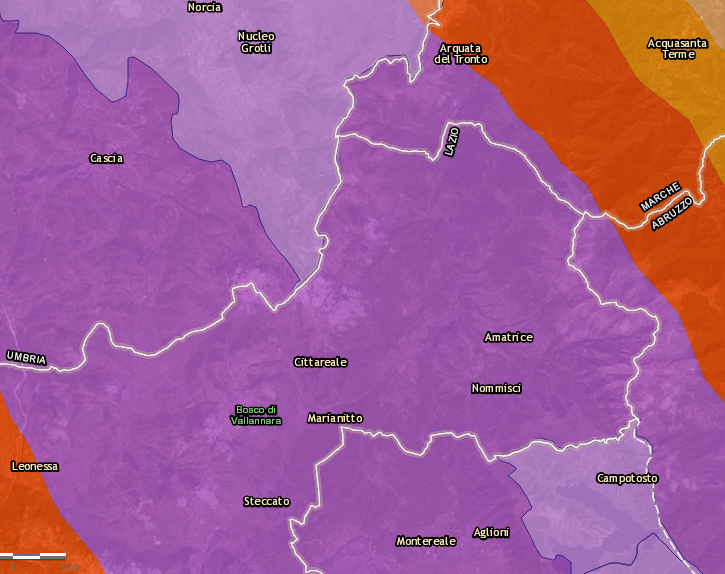 Norcia
Nucleo
Grotli
Acquasanta
Terme
Arquata
del Tronto
LAZIO
Cascia
MARCHE
ABRUZZO
Amatrice
UMBRIA
Cittareale
Nommisci
Bosco di
Vallannara
Marianitto
Leonessa
Campotosto
Steccato
Aglioni
Montereale